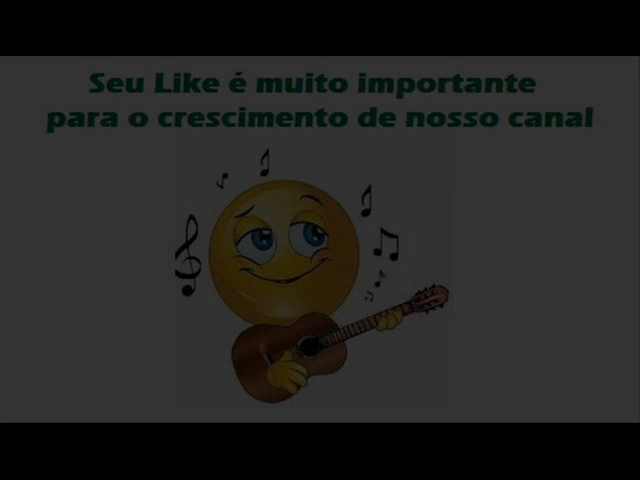 Seu Like é muito importante
para o crescimento de nosso canal